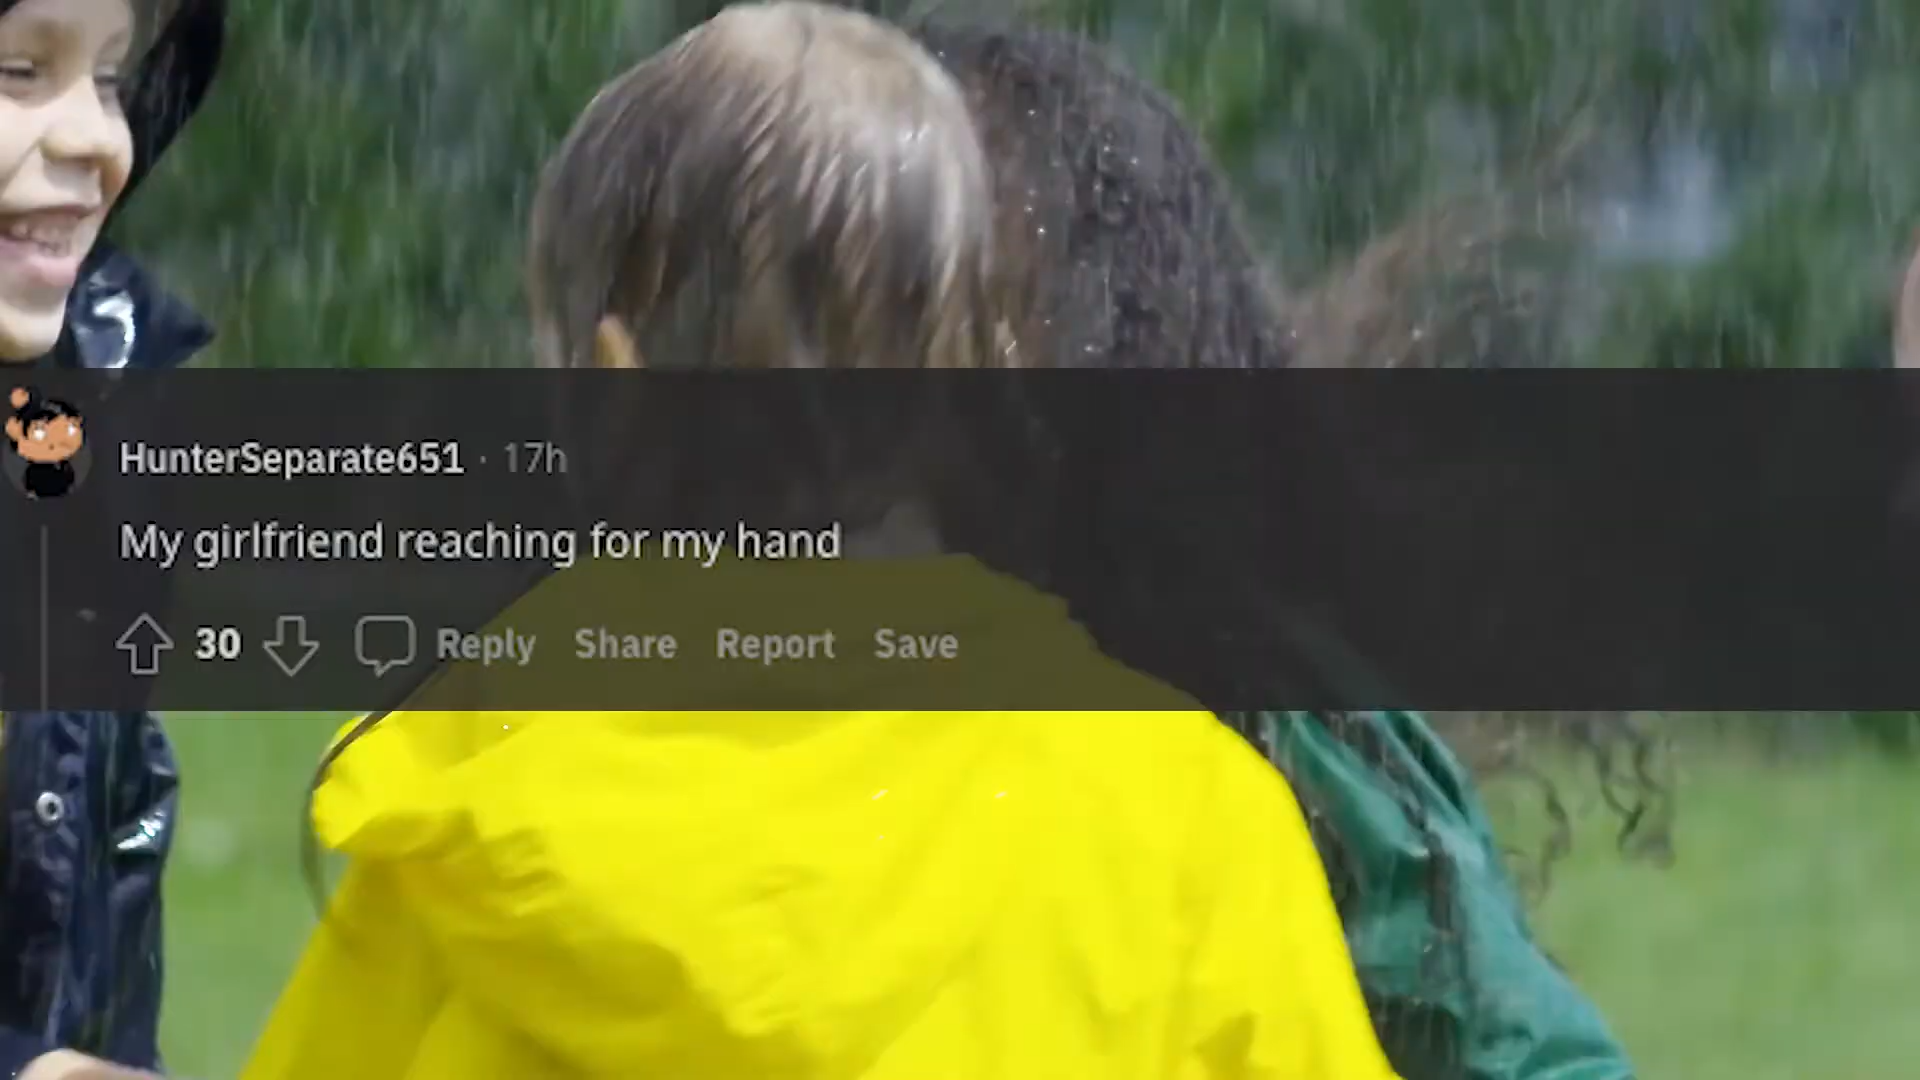 HunterSeparate651 · 17h
My girlfriend reaching for my hand
30 Reply Share Report Save